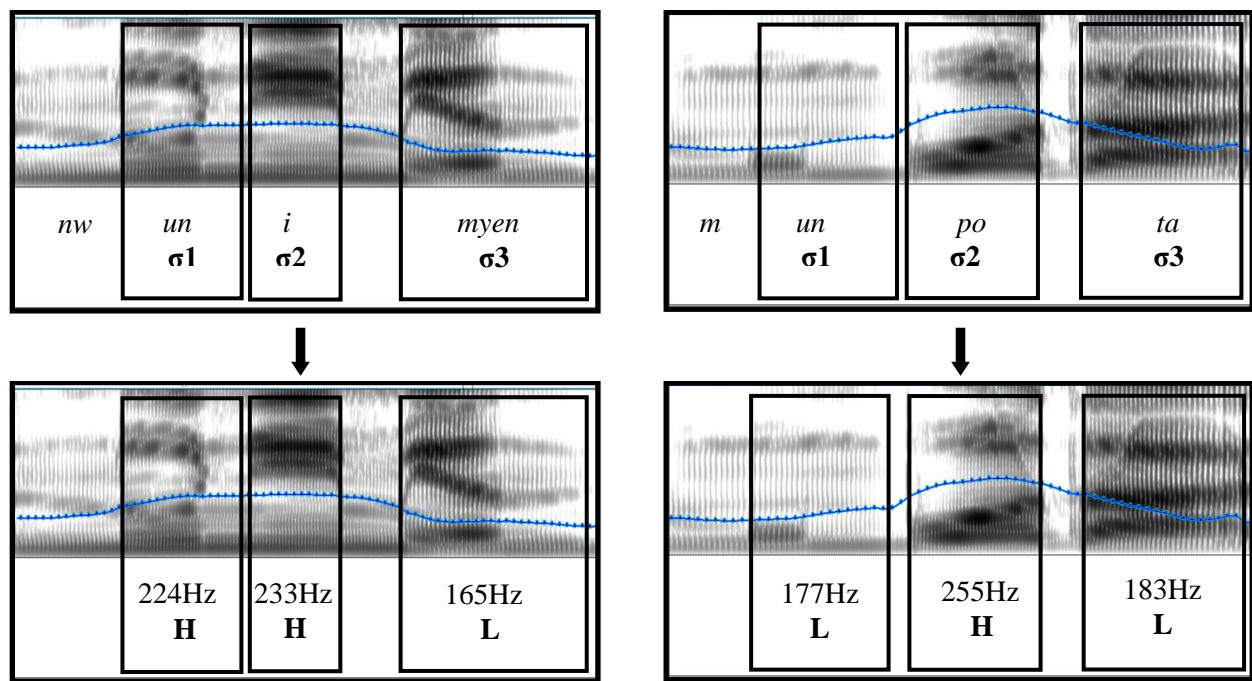 nw un i myen
σ1 σ2 σ3
m un po ta
σ1 σ2 σ3
224Hz 233Hz 165Hz
H H L
177Hz 255Hz 183Hz
L H L